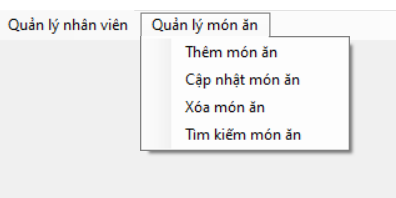 Quản lý nhân viên Quản lý món ăn
Thêm món ăn
Cập nhật món ăn
Xóa món ăn
Tìm kiếm món ăn